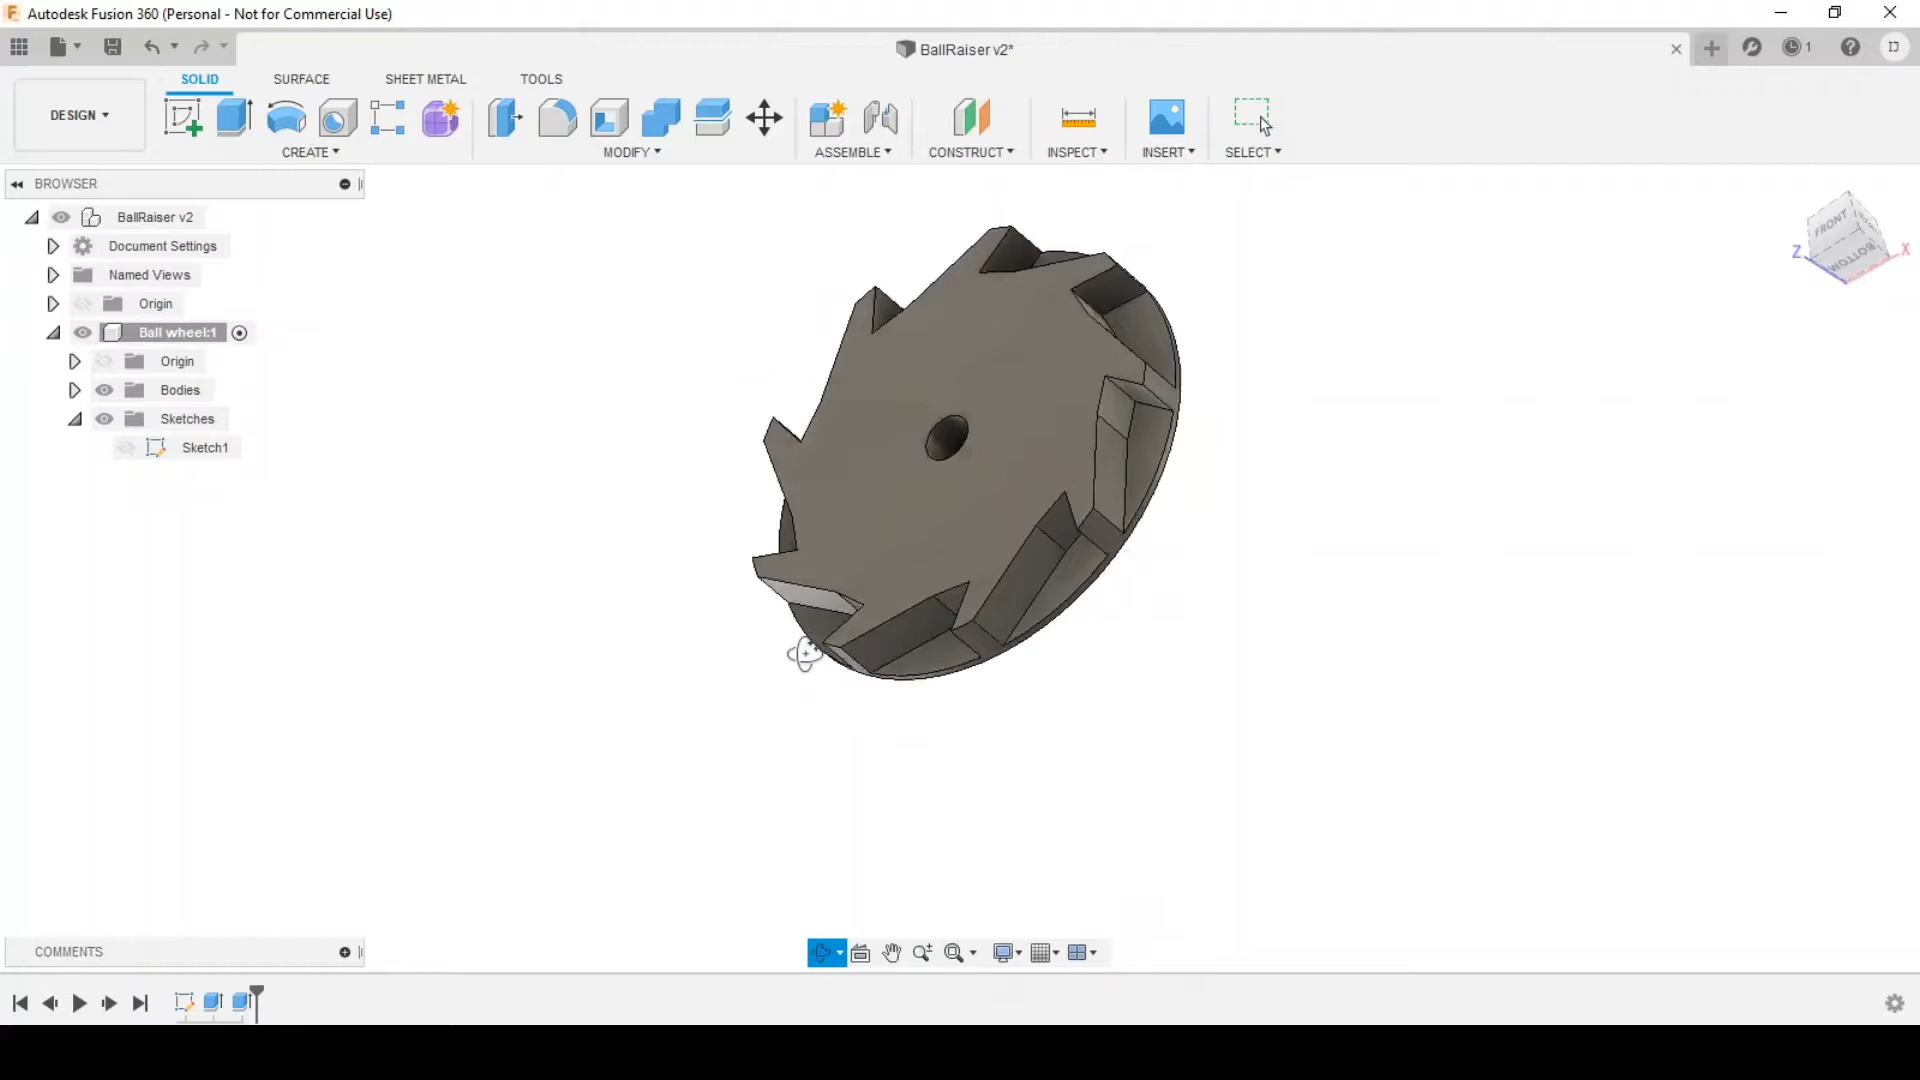 Autodesk Fusion 360 (Personal - Not for Commercial Use)
BallRaiser v2*
1
IJ
SOLID
SURFACE
SHEET METAL
TOOLS
DESIGN
CREATE
MODIFY
ASSEMBLE
CONSTRUCT
INSPECT
INSERT
SELECT
BROWSER
BallRaiser v2
Document Settings
Named Views
Origin
Ball wheel:1
Origin
Bodies
Sketches
Sketch1
FRONT
BOTTOM
Z
X
COMMENTS